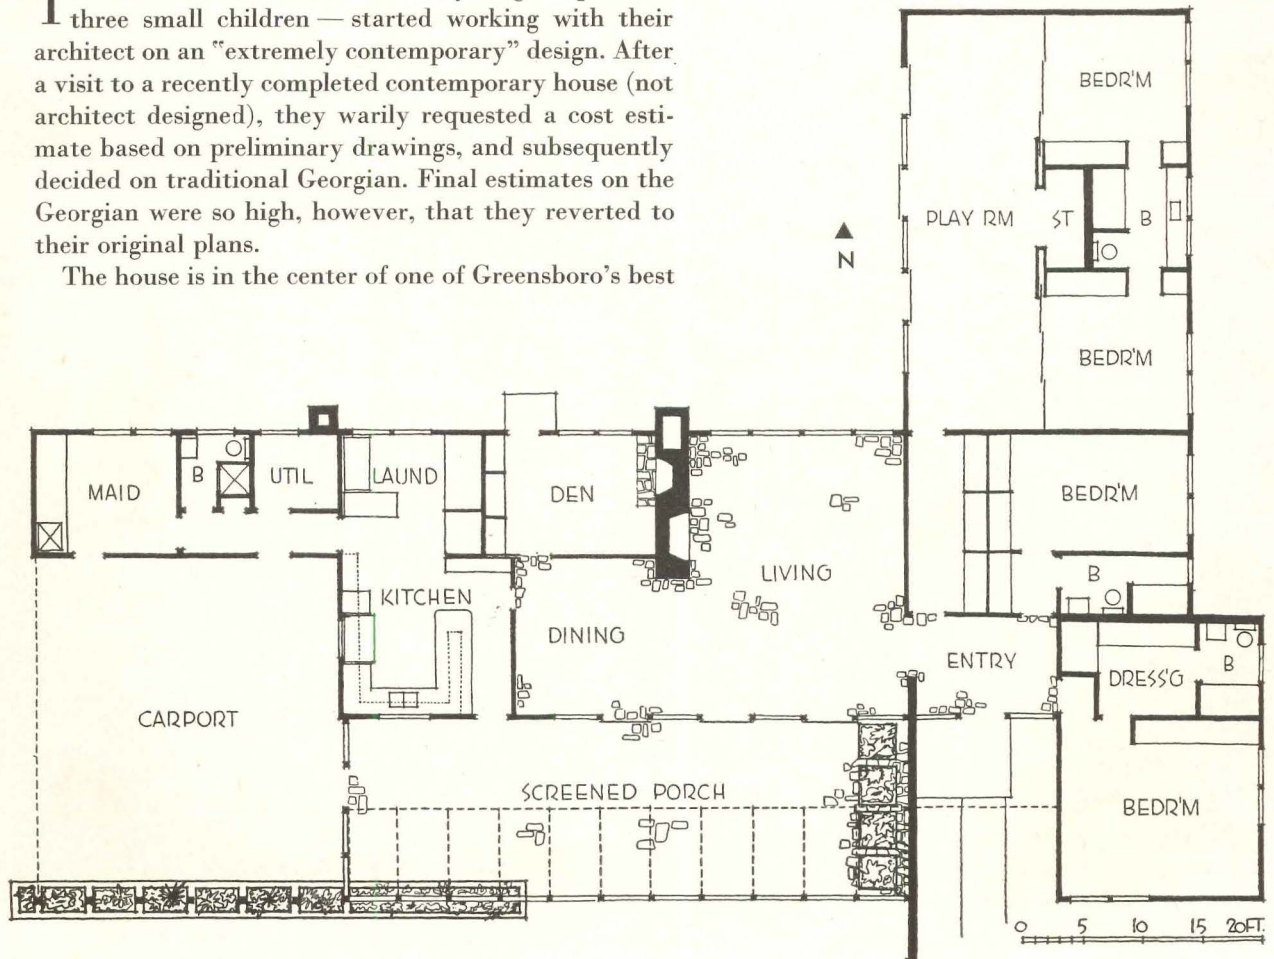 three small children — started working with their
architect on an "extremely contemporary" design. After
a visit to a recently completed contemporary house (not
architect designed), they warily requested a cost esti-
mate based on preliminary drawings, and subsequently
decided on traditional Georgian. Final estimates on the
Georgian were so high, however, that they reverted to
their original plans.
The house is in the center of one of Greensboro's best
N
BEDR'M
PLAY RM
ST
B
BEDR'M
MAID
B
UTIL
LAUND
DEN
LIVING
BEDR'M
B
KITCHEN
DINING
ENTRY
DRESS'G
B
CARPORT
SCREENED PORCH
BEDR'M
0 5 10 15 20FT.